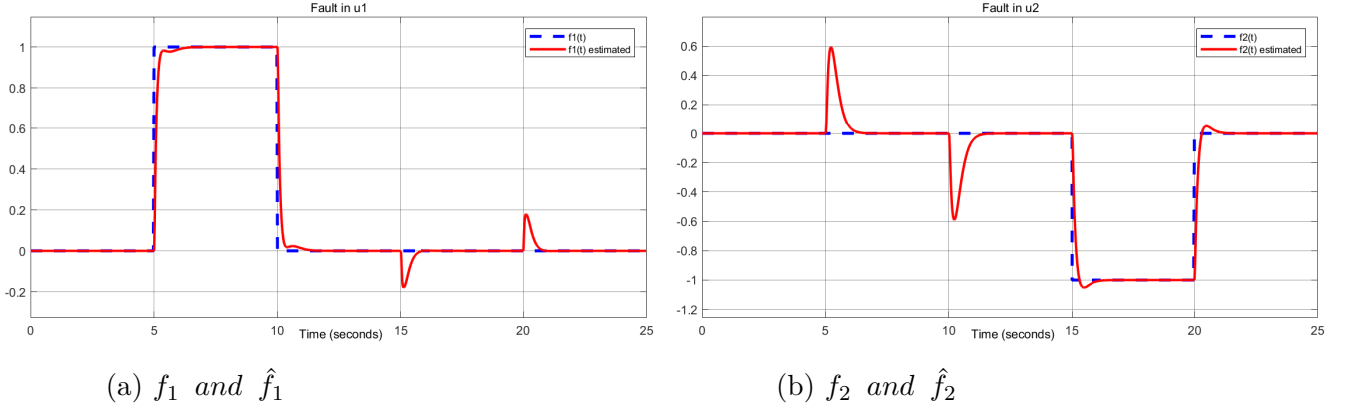 Fault in u1
f1(t)
f1(t) estimated
1
0.8
0.6
0.4
0.2
0
-0.2
0 5 10 15 20 25
Time (seconds)
(a) f₁ and f̂₁
Fault in u2
f2(t)
f2(t) estimated
0.6
0.4
0.2
0
-0.2
-0.4
-0.6
-0.8
-1
-1.2
0 5 10 15 20 25
Time (seconds)
(b) f₂ and f̂₂